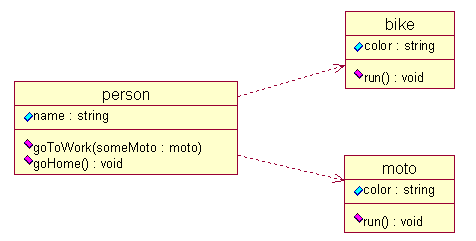 bike
color : string
run() : void
person
name : string
goToWork(someMoto : moto)
goHome() : void
moto
color : string
run() : void